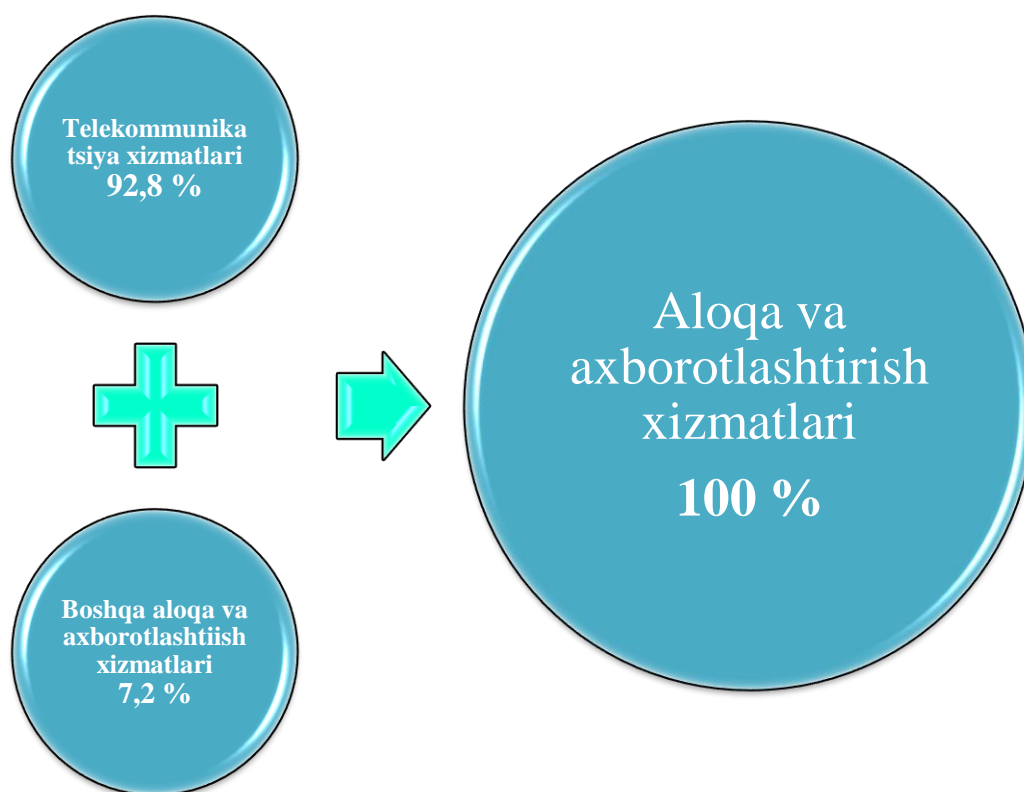 Telekommunika
tsiya xizmatlari
92,8 %
Boshqa aloqa va
axborotlashtiish
xizmatlari
7,2 %
Aloqa va
axborotlashtirish
xizmatlari
100 %